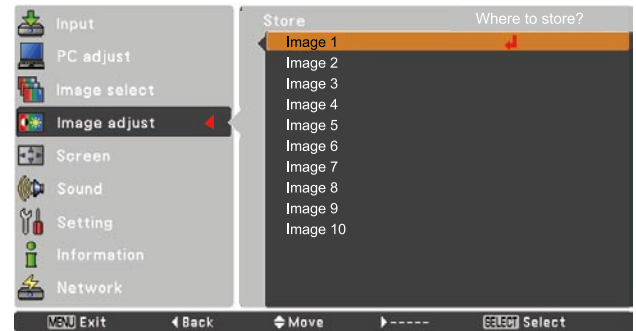 Input
PC adjust
Image select
Image adjust
Screen
Sound
Setting
Information
Network
Store Where to store?
Image 1
Image 2
Image 3
Image 4
Image 5
Image 6
Image 7
Image 8
Image 9
Image 10
MENU Exit Back Move ----- SELECT Select